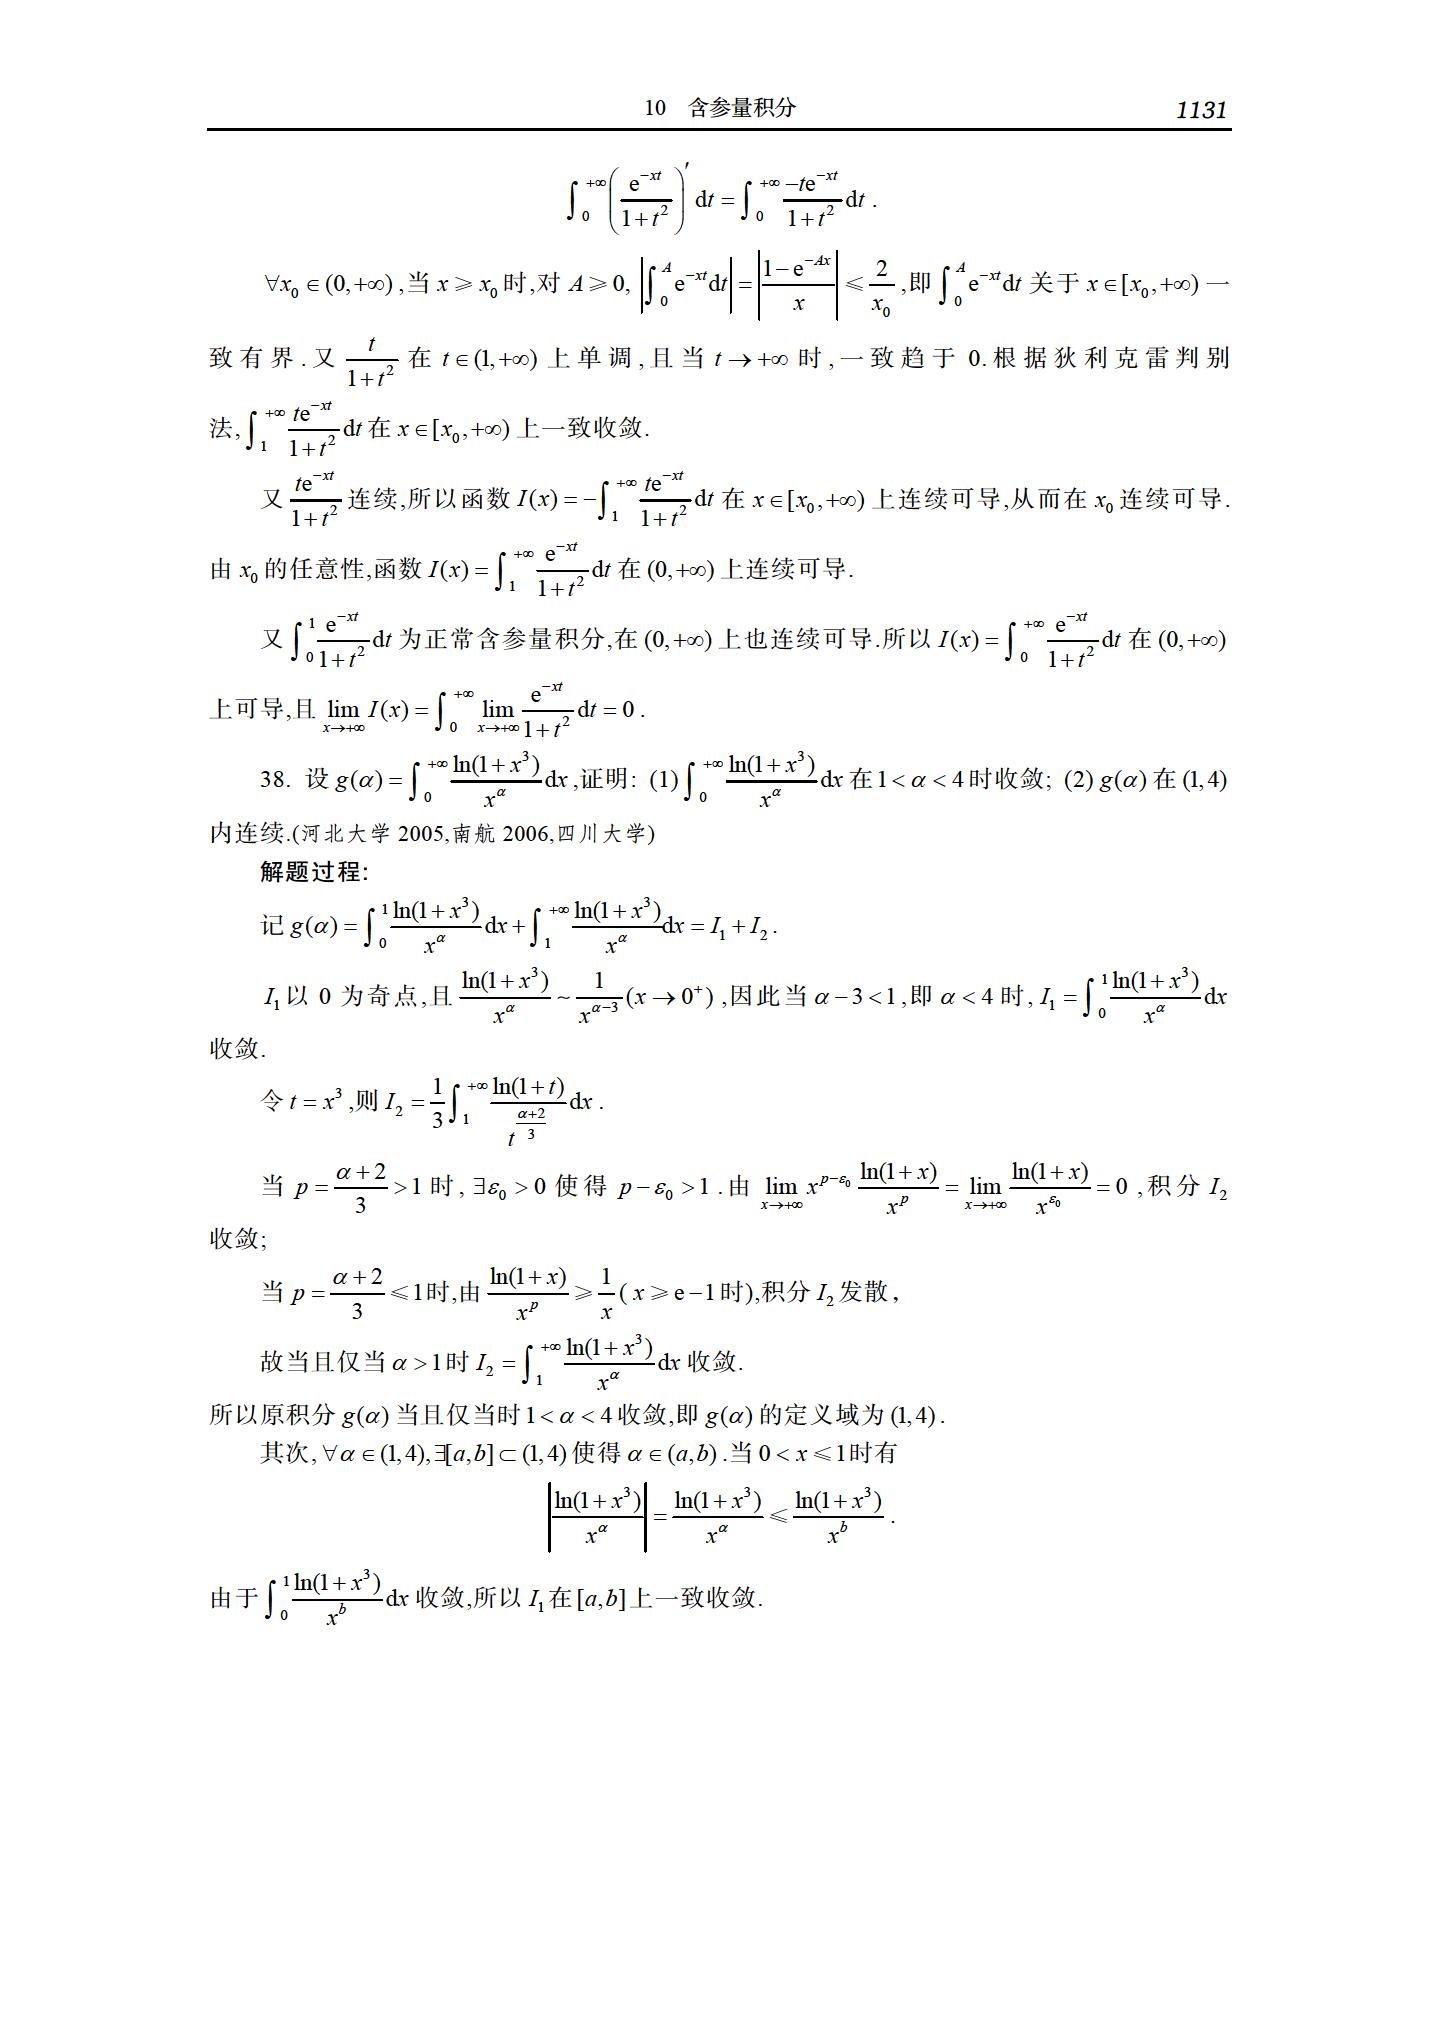 10 含参量积分 1131
$\int_0^{+\infty}\left(\frac{e^{-xt}}{1+t^2}\right)'dt=\int_0^{+\infty}\frac{-te^{-xt}}{1+t^2}dt$ .
$\forall x_0\in(0,+\infty)$ ,当 $x\geqslant x_0$ 时,对 $A\geqslant 0$, $\left|\int_0^A e^{-xt}dt\right|=\left|\frac{1-e^{-Ax}}{x}\right|\leqslant\frac{2}{x_0}$ ,即 $\int_0^A e^{-xt}dt$ 关于 $x\in[x_0,+\infty)$ 一
致有界.又 $\frac{t}{1+t^2}$ 在 $t\in(1,+\infty)$ 上单调,且当 $t\to+\infty$ 时,一致趋于 0.根据狄利克雷判别
法, $\int_1^{+\infty}\frac{te^{-xt}}{1+t^2}dt$ 在 $x\in[x_0,+\infty)$ 上一致收敛.
又 $\frac{te^{-xt}}{1+t^2}$ 连续,所以函数 $I(x)=-\int_1^{+\infty}\frac{te^{-xt}}{1+t^2}dt$ 在 $x\in[x_0,+\infty)$ 上连续可导,从而在 $x_0$ 连续可导.
由 $x_0$ 的任意性,函数 $I(x)=\int_1^{+\infty}\frac{e^{-xt}}{1+t^2}dt$ 在 $(0,+\infty)$ 上连续可导.
又 $\int_0^1\frac{e^{-xt}}{1+t^2}dt$ 为正常含参量积分,在 $(0,+\infty)$ 上也连续可导.所以 $I(x)=\int_0^{+\infty}\frac{e^{-xt}}{1+t^2}dt$ 在 $(0,+\infty)$
上可导,且 $\lim_{x\to+\infty}I(x)=\int_0^{+\infty}\lim_{x\to+\infty}\frac{e^{-xt}}{1+t^2}dt=0$ .
38. 设 $g(\alpha)=\int_0^{+\infty}\frac{\ln(1+x^3)}{x^\alpha}dx$ ,证明: (1) $\int_0^{+\infty}\frac{\ln(1+x^3)}{x^\alpha}dx$ 在 $1<\alpha<4$ 时收敛; (2) $g(\alpha)$ 在 $(1,4)$
内连续.(河北大学 2005,南航 2006,四川大学)
解题过程:
记 $g(\alpha)=\int_0^1\frac{\ln(1+x^3)}{x^\alpha}dx+\int_1^{+\infty}\frac{\ln(1+x^3)}{x^\alpha}dx=I_1+I_2$ .
$I_1$ 以 0 为奇点,且 $\frac{\ln(1+x^3)}{x^\alpha}\sim\frac{1}{x^{\alpha-3}}(x\to0^+)$ ,因此当 $\alpha-3<1$ ,即 $\alpha<4$ 时, $I_1=\int_0^1\frac{\ln(1+x^3)}{x^\alpha}dx$
收敛.
令 $t=x^3$ ,则 $I_2=\frac{1}{3}\int_1^{+\infty}\frac{\ln(1+t)}{t^{\frac{\alpha+2}{3}}}dx$ .
当 $p=\frac{\alpha+2}{3}>1$ 时, $\exists\varepsilon_0>0$ 使得 $p-\varepsilon_0>1$ .由 $\lim_{x\to+\infty}x^{p-\varepsilon_0}\frac{\ln(1+x)}{x^p}=\lim_{x\to+\infty}\frac{\ln(1+x)}{x^{\varepsilon_0}}=0$ ,积分 $I_2$
收敛;
当 $p=\frac{\alpha+2}{3}\leqslant1$ 时,由 $\frac{\ln(1+x)}{x^p}\geqslant\frac{1}{x}$ ( $x\geqslant e-1$ 时),积分 $I_2$ 发散，
故当且仅当 $\alpha>1$ 时 $I_2=\int_1^{+\infty}\frac{\ln(1+x^3)}{x^\alpha}dx$ 收敛.
所以原积分 $g(\alpha)$ 当且仅当时 $1<\alpha<4$ 收敛,即 $g(\alpha)$ 的定义域为 $(1,4)$ .
其次, $\forall\alpha\in(1,4),\exists[a,b]\subset(1,4)$ 使得 $\alpha\in(a,b)$ .当 $0<x\leqslant1$ 时有
$\left|\frac{\ln(1+x^3)}{x^\alpha}\right|=\frac{\ln(1+x^3)}{x^\alpha}\leqslant\frac{\ln(1+x^3)}{x^b}$ .
由于 $\int_0^1\frac{\ln(1+x^3)}{x^b}dx$ 收敛,所以 $I_1$ 在 $[a,b]$ 上一致收敛.